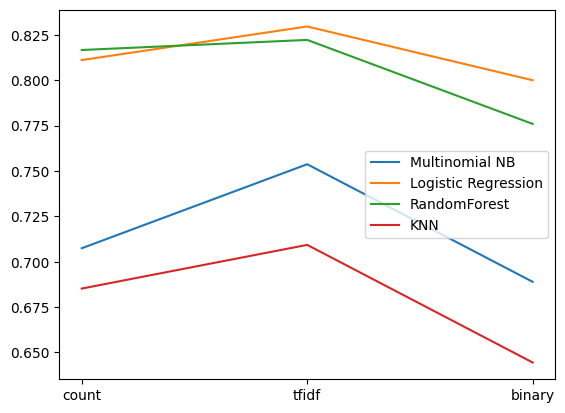 0.825
0.800
0.775
0.750
0.725
0.700
0.675
0.650
Multinomial NB
Logistic Regression
RandomForest
KNN
count tfidf binary